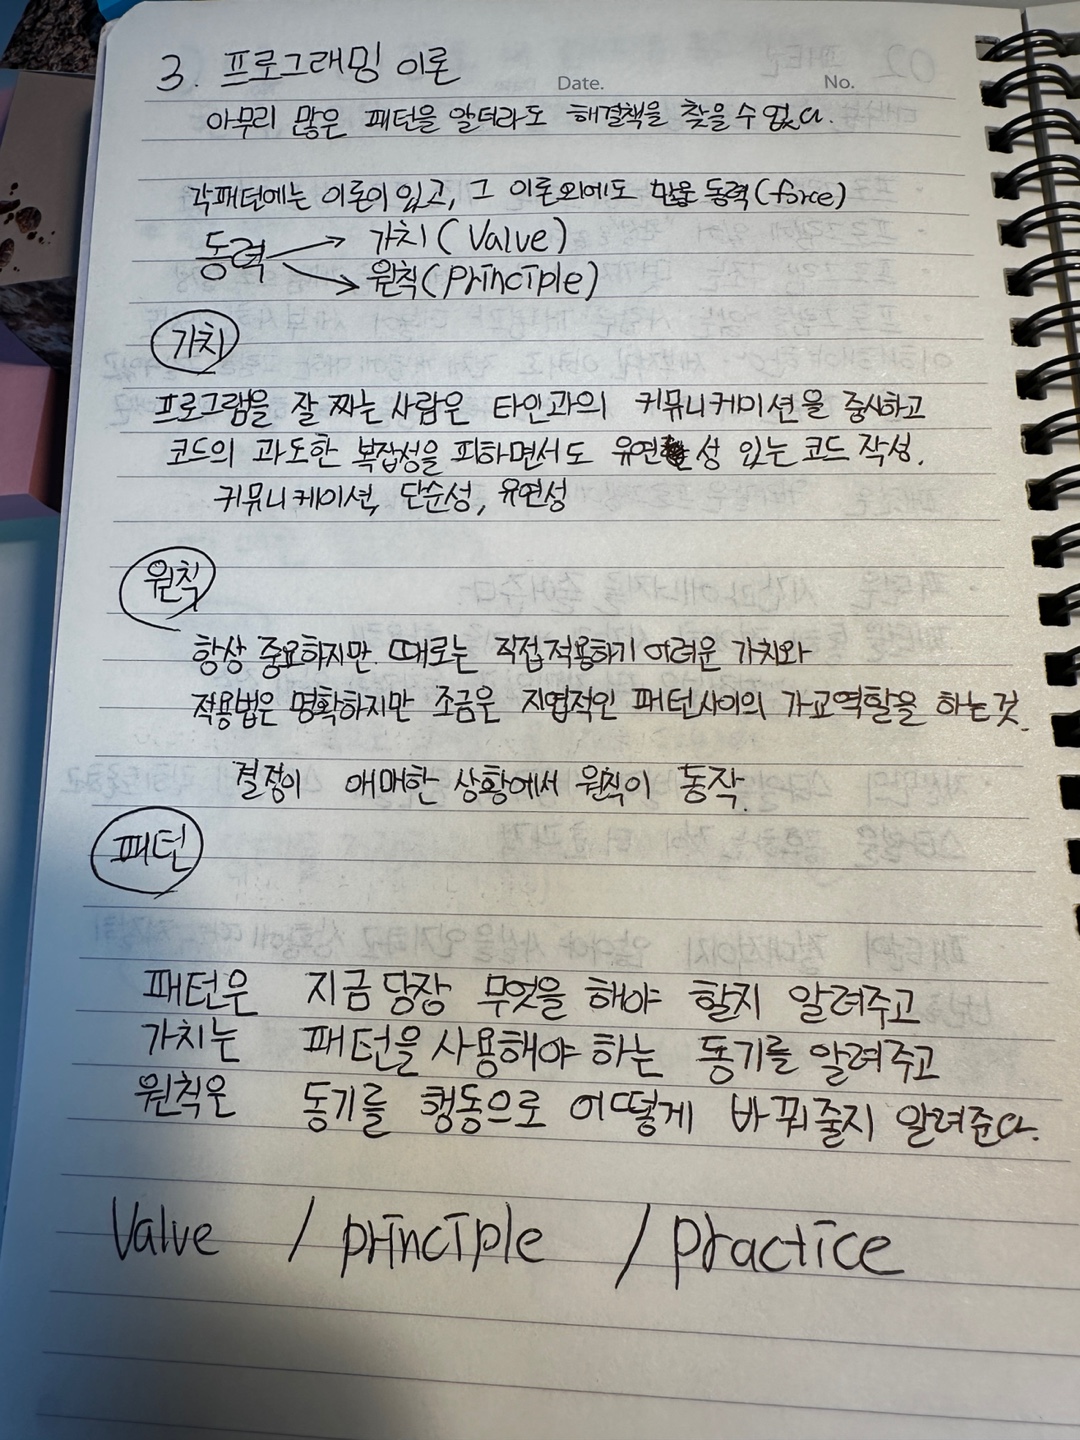 3. 프로그래밍 이론
Date. No.
아무리 많은 패턴을 알더라도 해결책을 찾을 수 없다.
각패턴에는 이론이 있고, 그 이론외에도 많은 동력(force)
동력 가치(Valve)
원칙(principle)
가치
프로그램을 잘 짜는 사람은 타인과의 커뮤니케이션을 중시하고
코드의 과도한 복잡성을 피하면서도 유연성 있는 코드 작성.
커뮤니케이션, 단순성, 유연성
원칙
항상 중요하지만 때로는 직접적용하기 어려운 가치와
적용법은 명확하지만 조금은 지엽적인 패턴사이의 가교역할을 하는 것.
결정이 애매한 상황에서 원칙이 동작.
패턴
패턴은 지금 당장 무엇을 해야 할지 알려주고
가치는 패턴을 사용해야 하는 동기를 알려주고
원칙은 동기를 행동으로 어떻게 바꿔줄지 알려준다.
Valve / principle / practice